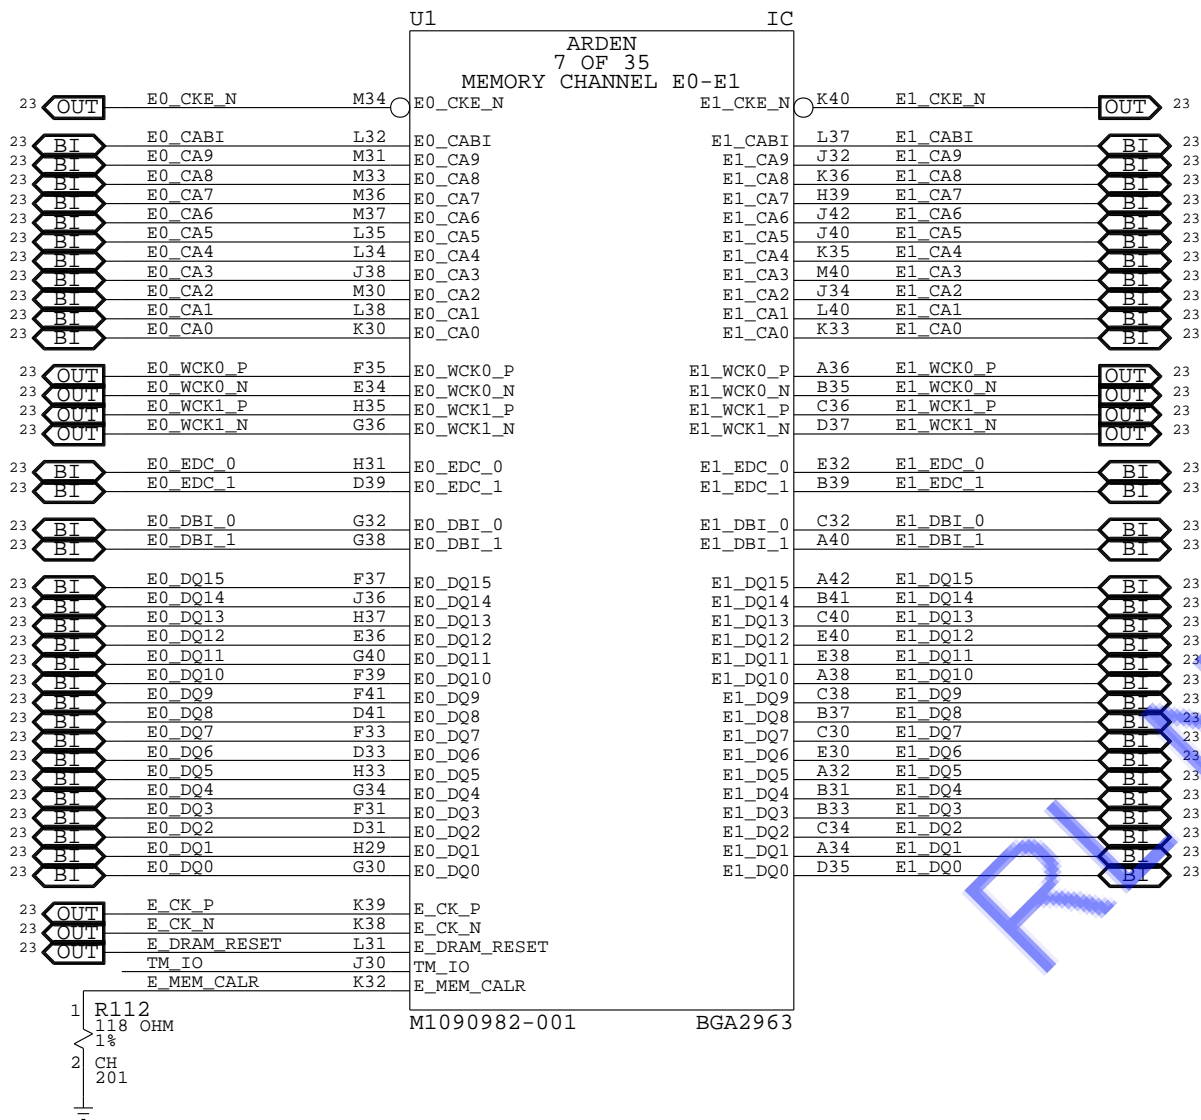 U1 IC
ARDEN
7 OF 35
MEMORY CHANNEL E0-E1
23 OUT E0_CKE_N M34 E0_CKE_N E1_CKE_N K40 E1_CKE_N OUT 23
23 BI E0_CABI L32 E0_CABI E1_CABI L37 E1_CABI BI 23
23 BI E0_CA9 M31 E0_CA9 E1_CA9 J32 E1_CA9 BI 23
23 BI E0_CA8 M33 E0_CA8 E1_CA8 K36 E1_CA8 BI 23
23 BI E0_CA7 M36 E0_CA7 E1_CA7 H39 E1_CA7 BI 23
23 BI E0_CA6 M37 E0_CA6 E1_CA6 J42 E1_CA6 BI 23
23 BI E0_CA5 L35 E0_CA5 E1_CA5 J40 E1_CA5 BI 23
23 BI E0_CA4 L34 E0_CA4 E1_CA4 K35 E1_CA4 BI 23
23 BI E0_CA3 J38 E0_CA3 E1_CA3 M40 E1_CA3 BI 23
23 BI E0_CA2 M30 E0_CA2 E1_CA2 J34 E1_CA2 BI 23
23 BI E0_CA1 L38 E0_CA1 E1_CA1 L40 E1_CA1 BI 23
23 BI E0_CA0 K30 E0_CA0 E1_CA0 K33 E1_CA0 BI 23
23 OUT E0_WCK0_P F35 E0_WCK0_P E1_WCK0_P A36 E1_WCK0_P OUT 23
23 OUT E0_WCK0_N E34 E0_WCK0_N E1_WCK0_N B35 E1_WCK0_N OUT 23
23 OUT E0_WCK1_P H35 E0_WCK1_P E1_WCK1_P C36 E1_WCK1_P OUT 23
23 OUT E0_WCK1_N G36 E0_WCK1_N E1_WCK1_N D37 E1_WCK1_N OUT 23
23 BI E0_EDC_0 H31 E0_EDC_0 E1_EDC_0 E32 E1_EDC_0 BI 23
23 BI E0_EDC_1 D39 E0_EDC_1 E1_EDC_1 B39 E1_EDC_1 BI 23
23 BI E0_DBI_0 G32 E0_DBI_0 E1_DBI_0 C32 E1_DBI_0 BI 23
23 BI E0_DBI_1 G38 E0_DBI_1 E1_DBI_1 A40 E1_DBI_1 BI 23
23 BI E0_DQ15 F37 E0_DQ15 E1_DQ15 A42 E1_DQ15 BI 23
23 BI E0_DQ14 J36 E0_DQ14 E1_DQ14 B41 E1_DQ14 BI 23
23 BI E0_DQ13 H37 E0_DQ13 E1_DQ13 C40 E1_DQ13 BI 23
23 BI E0_DQ12 E36 E0_DQ12 E1_DQ12 E40 E1_DQ12 BI 23
23 BI E0_DQ11 G40 E0_DQ11 E1_DQ11 E38 E1_DQ11 BI 23
23 BI E0_DQ10 F39 E0_DQ10 E1_DQ10 A38 E1_DQ10 BI 23
23 BI E0_DQ9 F41 E0_DQ9 E1_DQ9 C38 E1_DQ9 BI 23
23 BI E0_DQ8 D41 E0_DQ8 E1_DQ8 B37 E1_DQ8 BI 23
23 BI E0_DQ7 F33 E0_DQ7 E1_DQ7 C30 E1_DQ7 BI 23
23 BI E0_DQ6 D33 E0_DQ6 E1_DQ6 E30 E1_DQ6 BI 23
23 BI E0_DQ5 H33 E0_DQ5 E1_DQ5 A32 E1_DQ5 BI 23
23 BI E0_DQ4 G34 E0_DQ4 E1_DQ4 B31 E1_DQ4 BI 23
23 BI E0_DQ3 F31 E0_DQ3 E1_DQ3 B33 E1_DQ3 BI 23
23 BI E0_DQ2 D31 E0_DQ2 E1_DQ2 C34 E1_DQ2 BI 23
23 BI E0_DQ1 H29 E0_DQ1 E1_DQ1 A34 E1_DQ1 BI 23
23 BI E0_DQ0 G30 E0_DQ0 E1_DQ0 D35 E1_DQ0 BI 23
23 OUT E_CK_P K39 E_CK_P
23 OUT E_CK_N K38 E_CK_N
23 OUT E_DRAM_RESET L31 E_DRAM_RESET
TM_IO J30 TM_IO
E_MEM_CALR K32 E_MEM_CALR
1 R112
118 OHM
1%
2 CH
201
M1090982-001 BGA2963